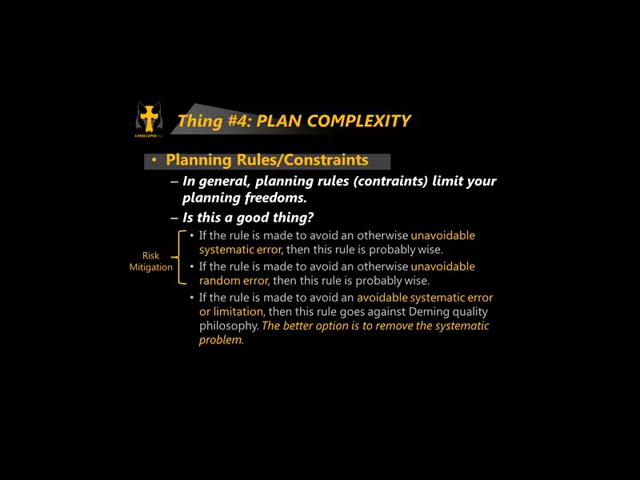 Thing #4: PLAN COMPLEXITY
• Planning Rules/Constraints
– In general, planning rules (contraints) limit your
planning freedoms.
– Is this a good thing?
Risk
Mitigation
• If the rule is made to avoid an otherwise unavoidable
systematic error, then this rule is probably wise.
• If the rule is made to avoid an otherwise unavoidable
random error, then this rule is probably wise.
• If the rule is made to avoid an avoidable systematic error
or limitation, then this rule goes against Deming quality
philosophy. The better option is to remove the systematic
problem.